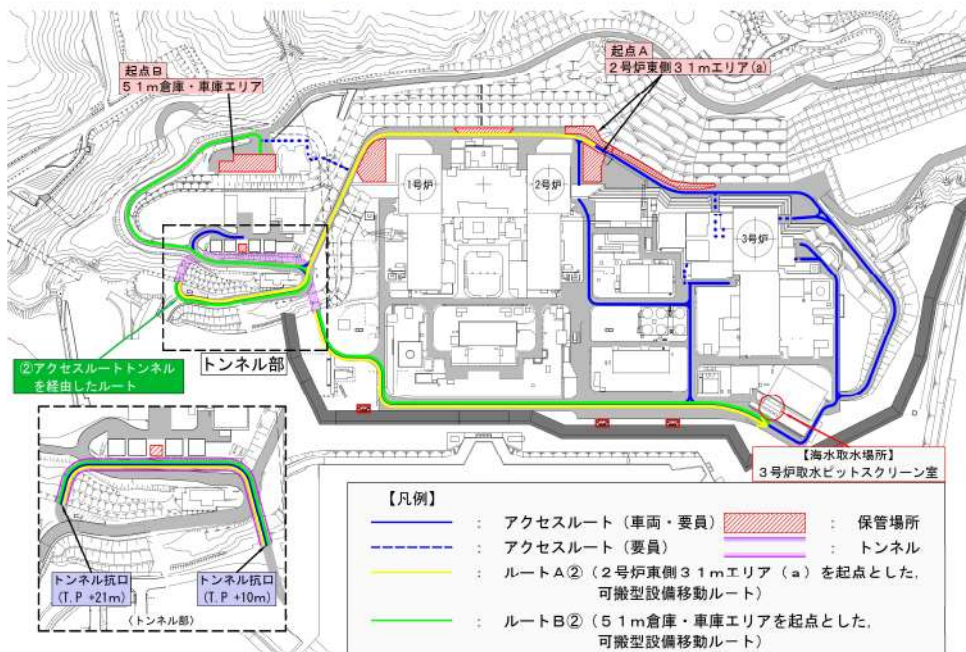 起点B
51m倉庫・車庫エリア
起点A
2号炉東側31mエリア(a)
1号炉
2号炉
3号炉
②アクセスルートトンネル
を経由したルート
トンネル部
【海水取水場所】
3号炉取水ピットスクリーン室
トンネル抗口
(T.P +21m)
トンネル抗口
(T.P +10m)
(トンネル部)
【凡例】
: アクセスルート(車両・要員)
: 保管場所
: アクセスルート(要員)
: トンネル
: ルートA②(2号炉東側31mエリア(a)を起点とした,
可搬型設備移動ルート)
: ルートB②(51m倉庫・車庫エリアを起点とした,
可搬型設備移動ルート)